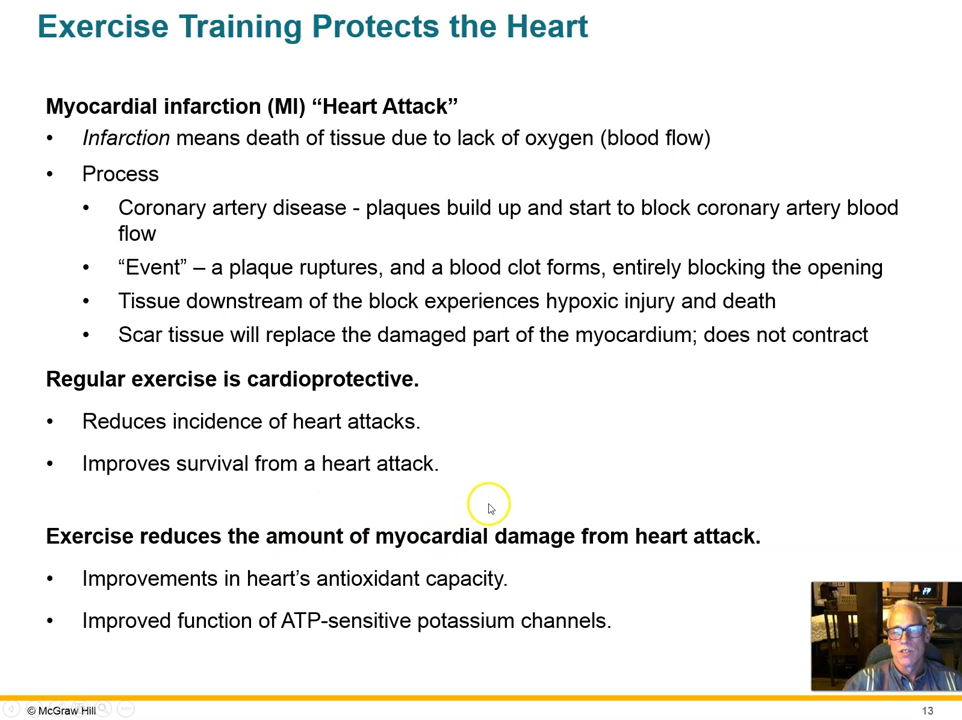 Exercise Training Protects the Heart
Myocardial infarction (MI) “Heart Attack”
• Infarction means death of tissue due to lack of oxygen (blood flow)
• Process
• Coronary artery disease - plaques build up and start to block coronary artery blood
flow
• “Event” – a plaque ruptures, and a blood clot forms, entirely blocking the opening
• Tissue downstream of the block experiences hypoxic injury and death
• Scar tissue will replace the damaged part of the myocardium; does not contract
Regular exercise is cardioprotective.
• Reduces incidence of heart attacks.
• Improves survival from a heart attack.
Exercise reduces the amount of myocardial damage from heart attack.
• Improvements in heart’s antioxidant capacity.
• Improved function of ATP-sensitive potassium channels.
© McGraw Hill
13